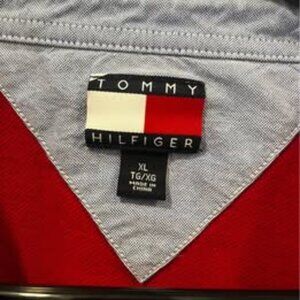 TOMMY
HILFIGER
XL
TG/XG
MADE IN
CHINA